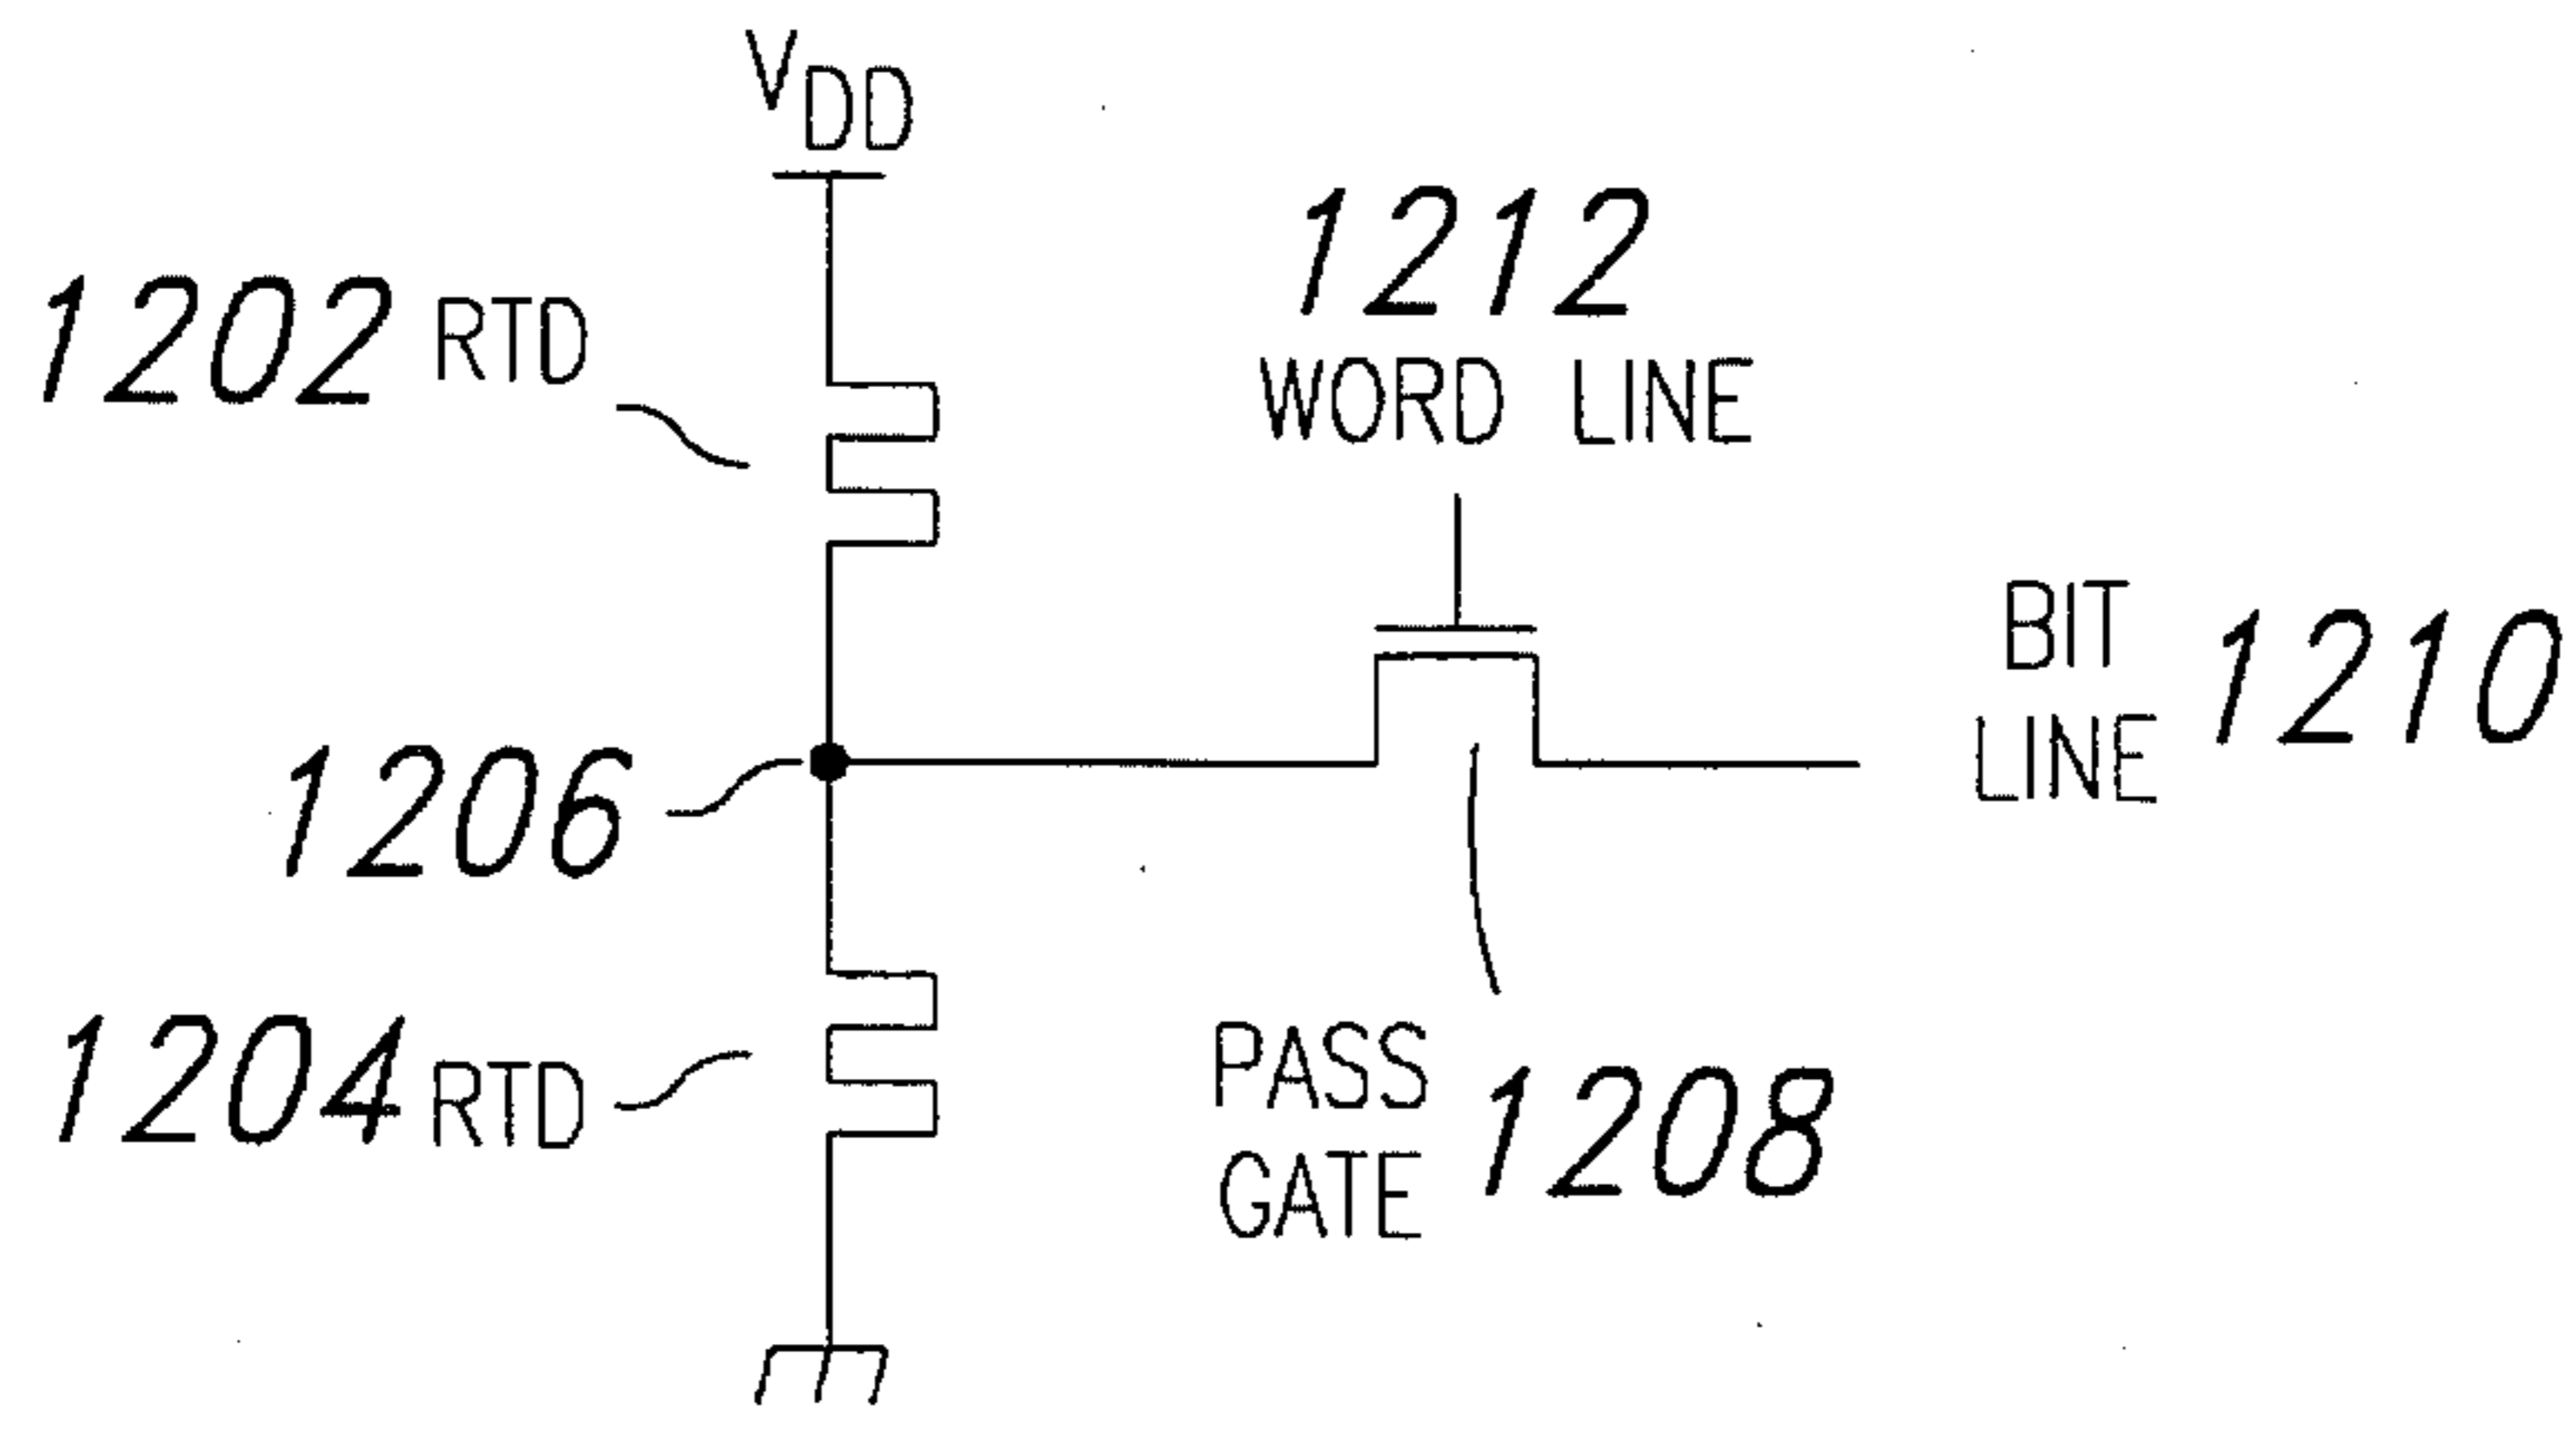 VDD
1202 RTD
1212
WORD LINE
BIT
LINE 1210
1206
1204 RTD
PASS
GATE 1208